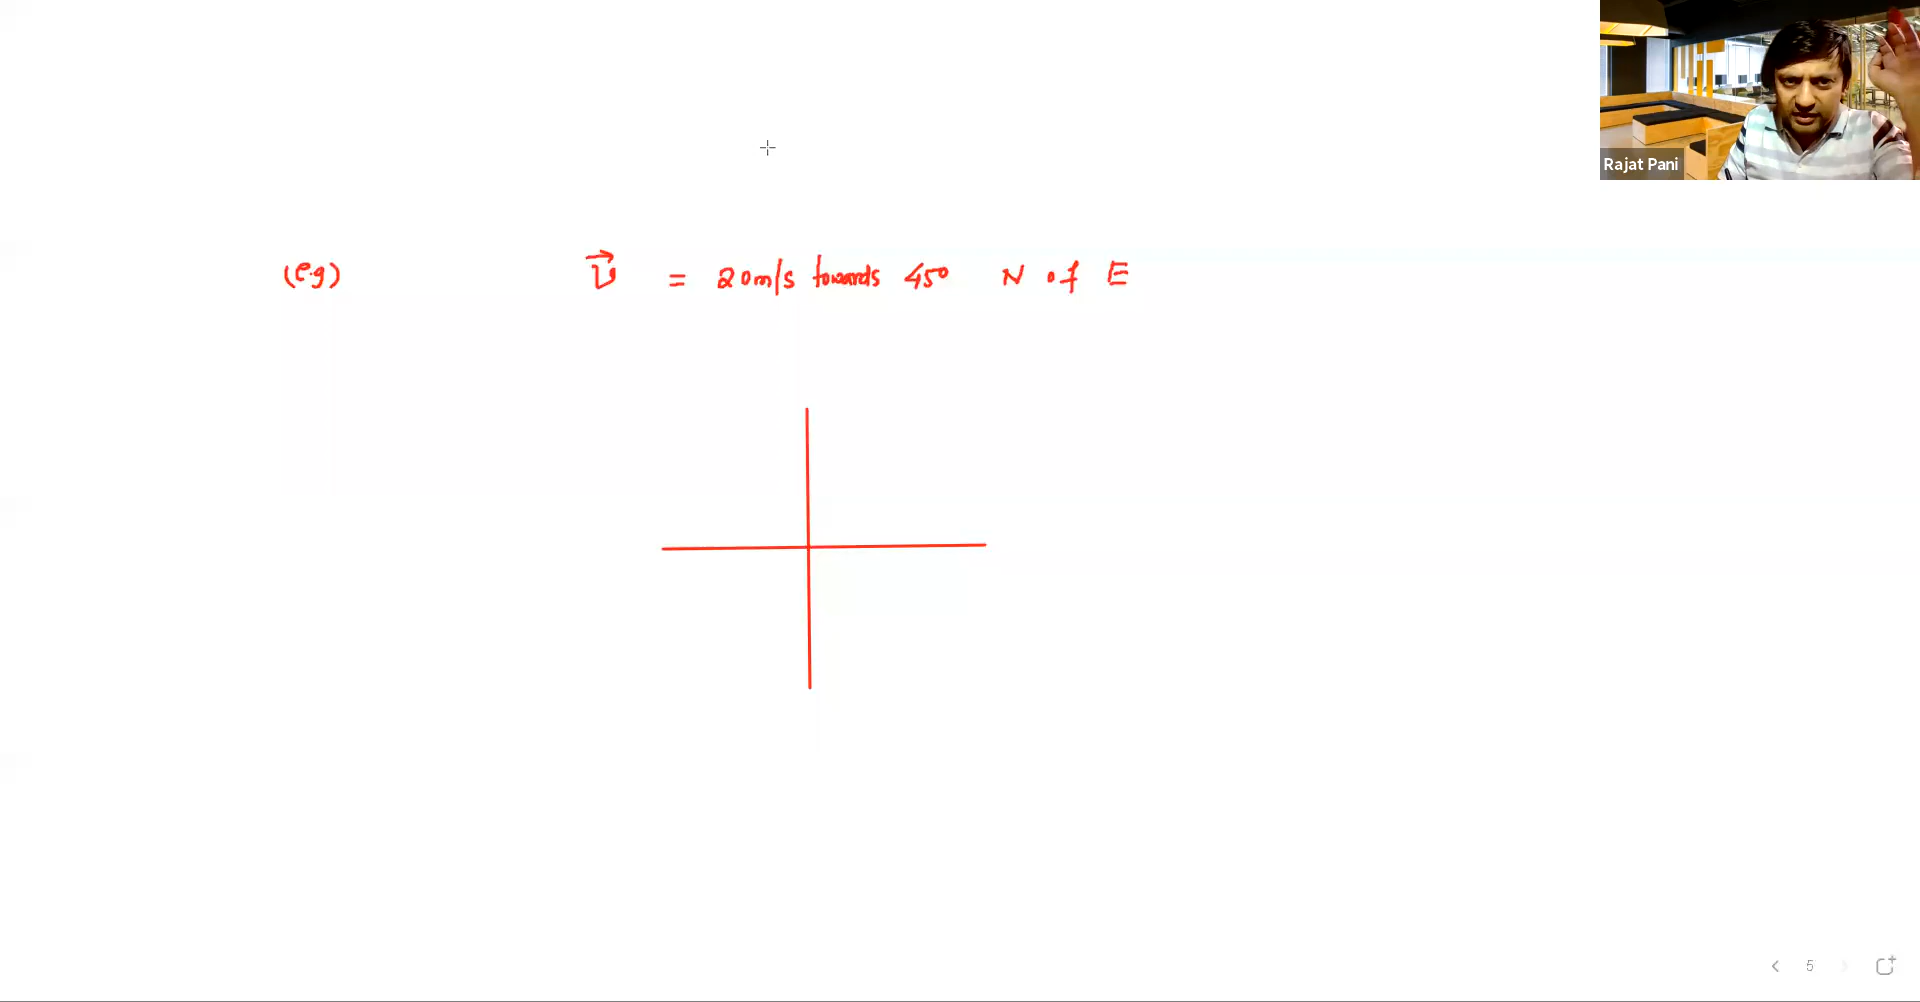 Rajat Pani
(e.g) v⃗ = 20m/s towards 45° N of E
5